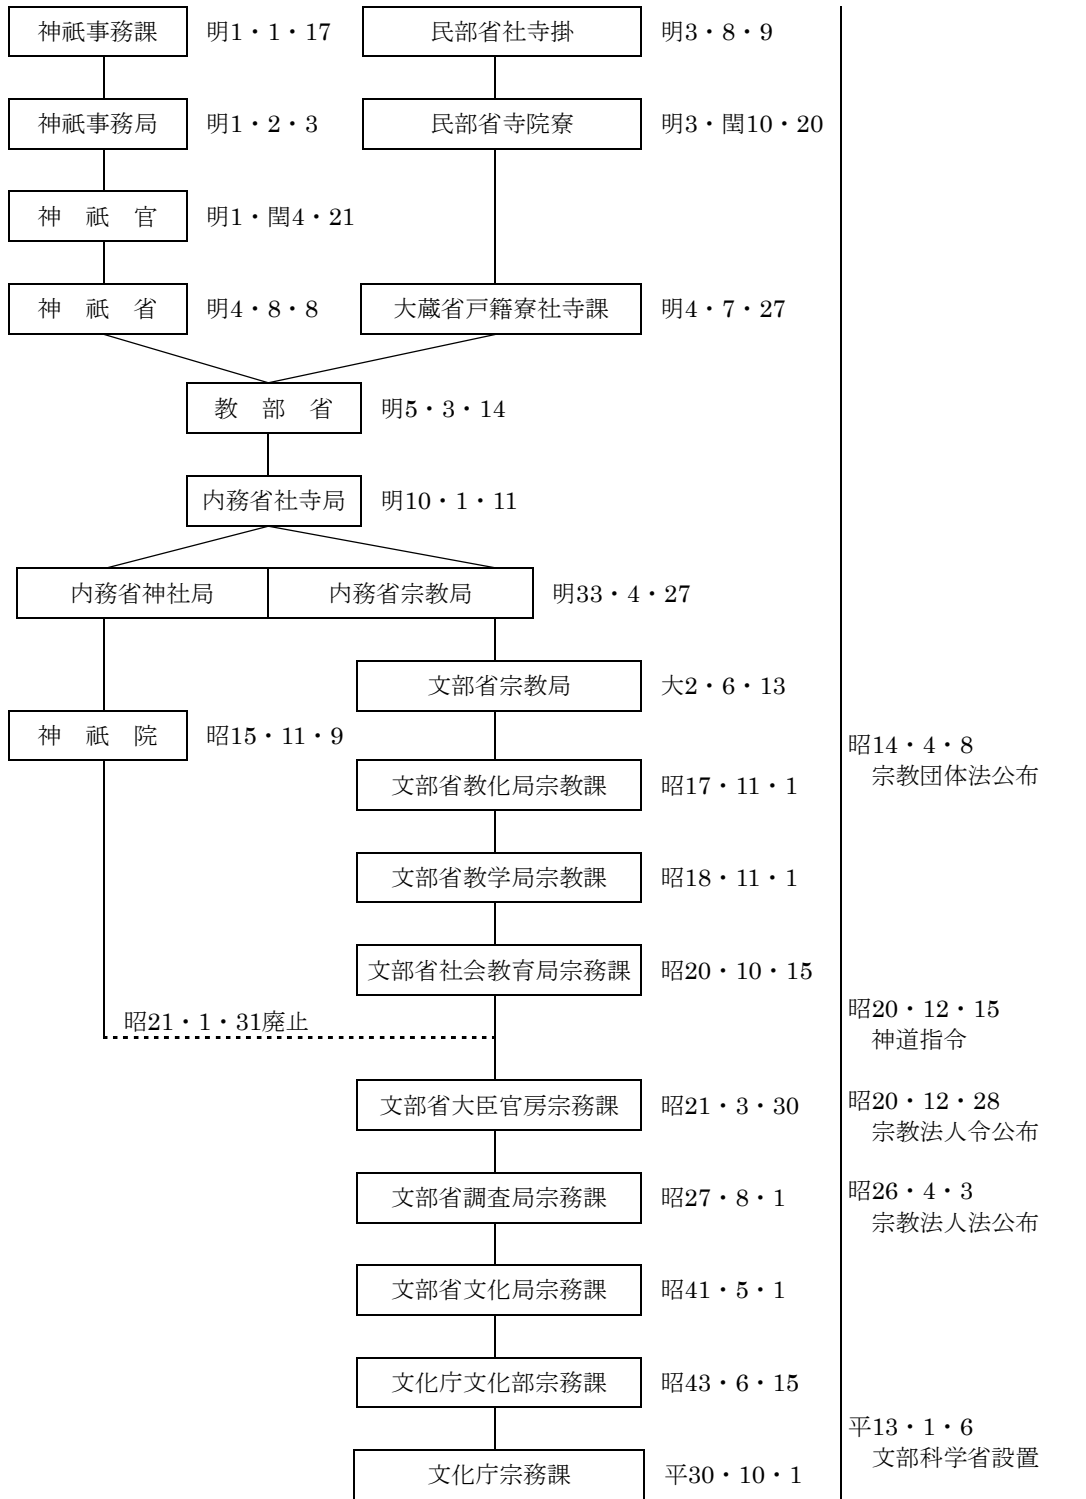 神祇事務課 明1・1・17 民部省社寺掛 明3・8・9
神祇事務局 明1・2・3 民部省寺院寮 明3・閏10・20
神　祇　官 明1・閏4・21
神　祇　省 明4・8・8 大蔵省戸籍寮社寺課 明4・7・27
教　部　省 明5・3・14
内務省社寺局 明10・1・11
内務省神社局 内務省宗教局 明33・4・27
文部省宗教局 大2・6・13
神　祇　院 昭15・11・9
昭14・4・8
宗教団体法公布
文部省教化局宗教課 昭17・11・1
文部省教学局宗教課 昭18・11・1
文部省社会教育局宗務課 昭20・10・15
昭20・12・15
神道指令
昭21・1・31廃止
文部省大臣官房宗務課 昭21・3・30
昭20・12・28
宗教法人令公布
文部省調査局宗務課 昭27・8・1
昭26・4・3
宗教法人法公布
文部省文化局宗務課 昭41・5・1
文化庁文化部宗務課 昭43・6・15
平13・1・6
文部科学省設置
文化庁宗務課 平30・10・1